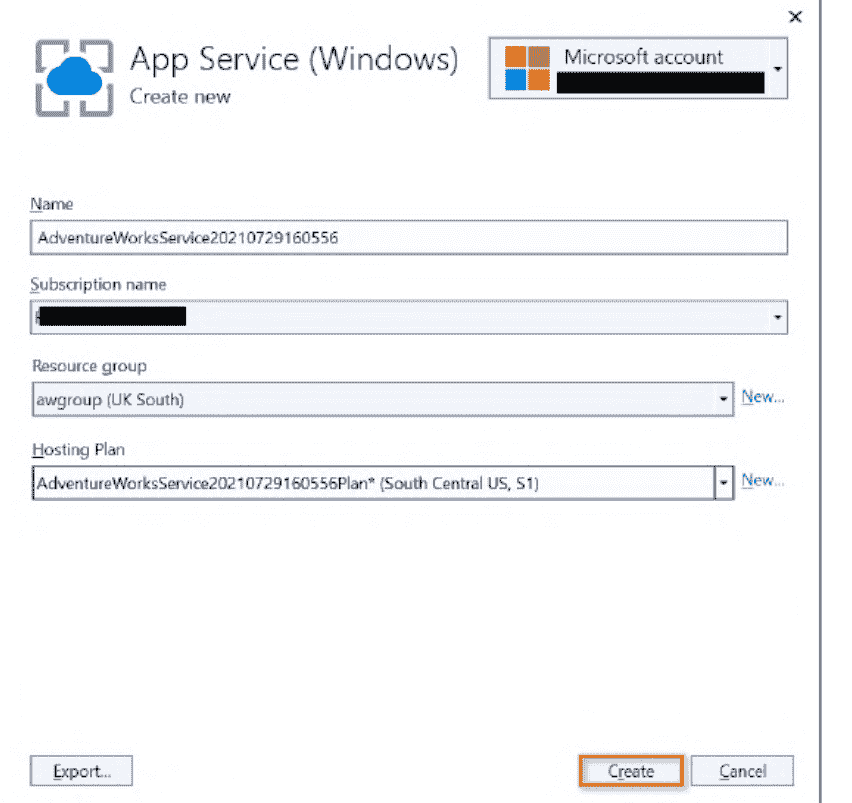 App Service (Windows)
Create new
Microsoft account
Name
AdventureWorksService20210729160556
Subscription name
Resource group
awgroup (UK South)
New...
Hosting Plan
AdventureWorksService20210729160556Plan* (South Central US, S1)
New...
Export...
Create
Cancel